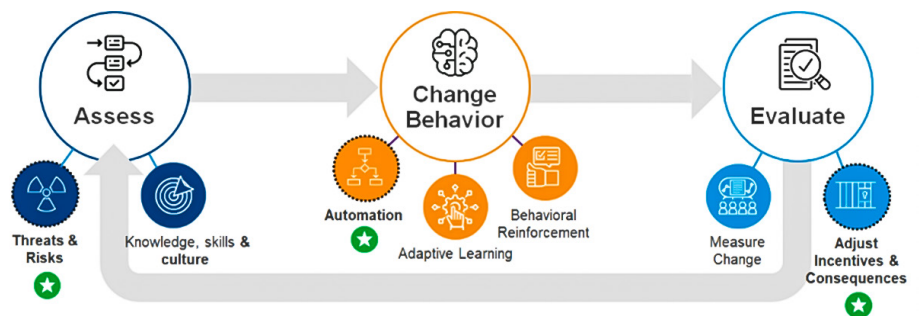 Assess
Change
Behavior
Evaluate
Threats &
Risks
Knowledge, skills &
culture
Automation
Adaptive Learning
Behavioral
Reinforcement
Measure
Change
Adjust
Incentives &
Consequences